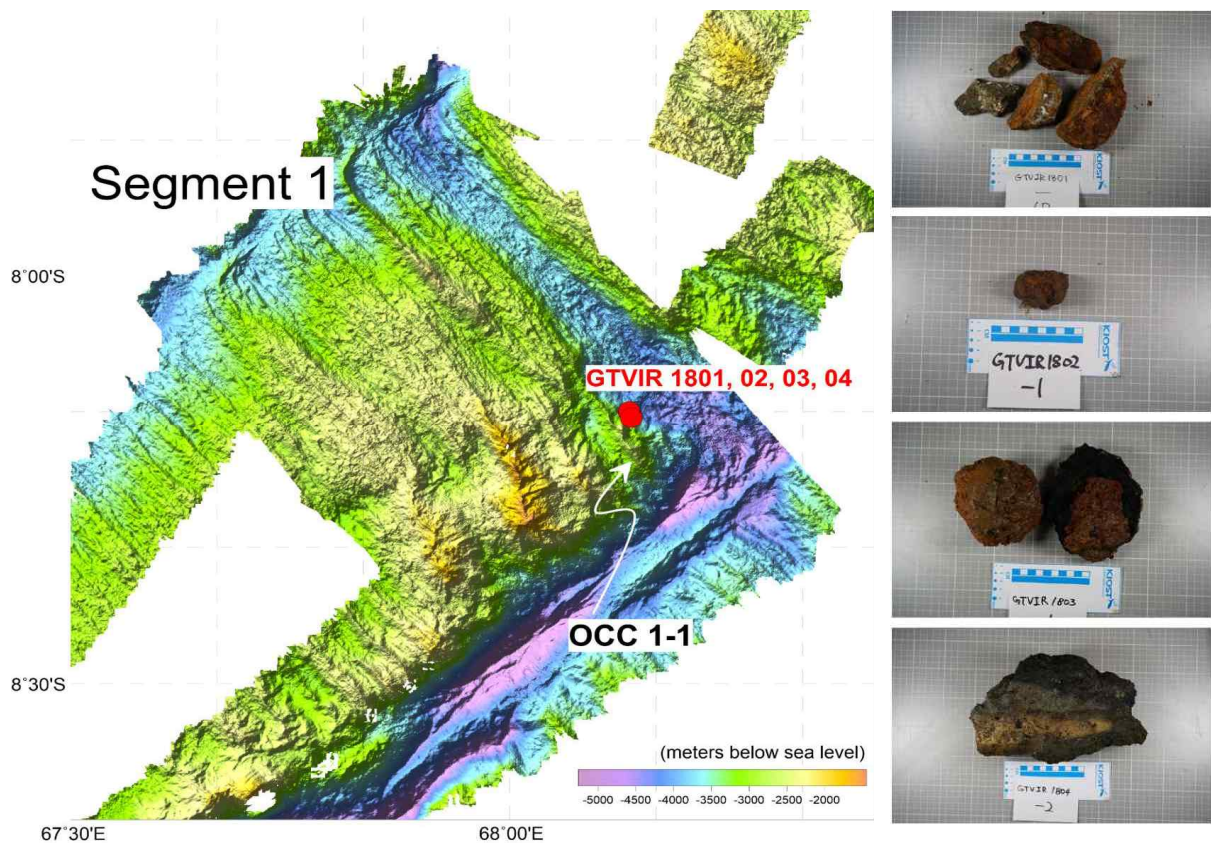 Segment 1
8°00'S
GTVIR 1801, 02, 03, 04
OCC 1-1
8°30'S
(meters below sea level)
-5000 -4500 -4000 -3500 -3000 -2500 -2000
67°30'E
68°00'E
KIOST
GTVIR1801
KIOST
GTVIR1802
-1
KIOST
GTVIR1803
KIOST
GTVIR1804
-2